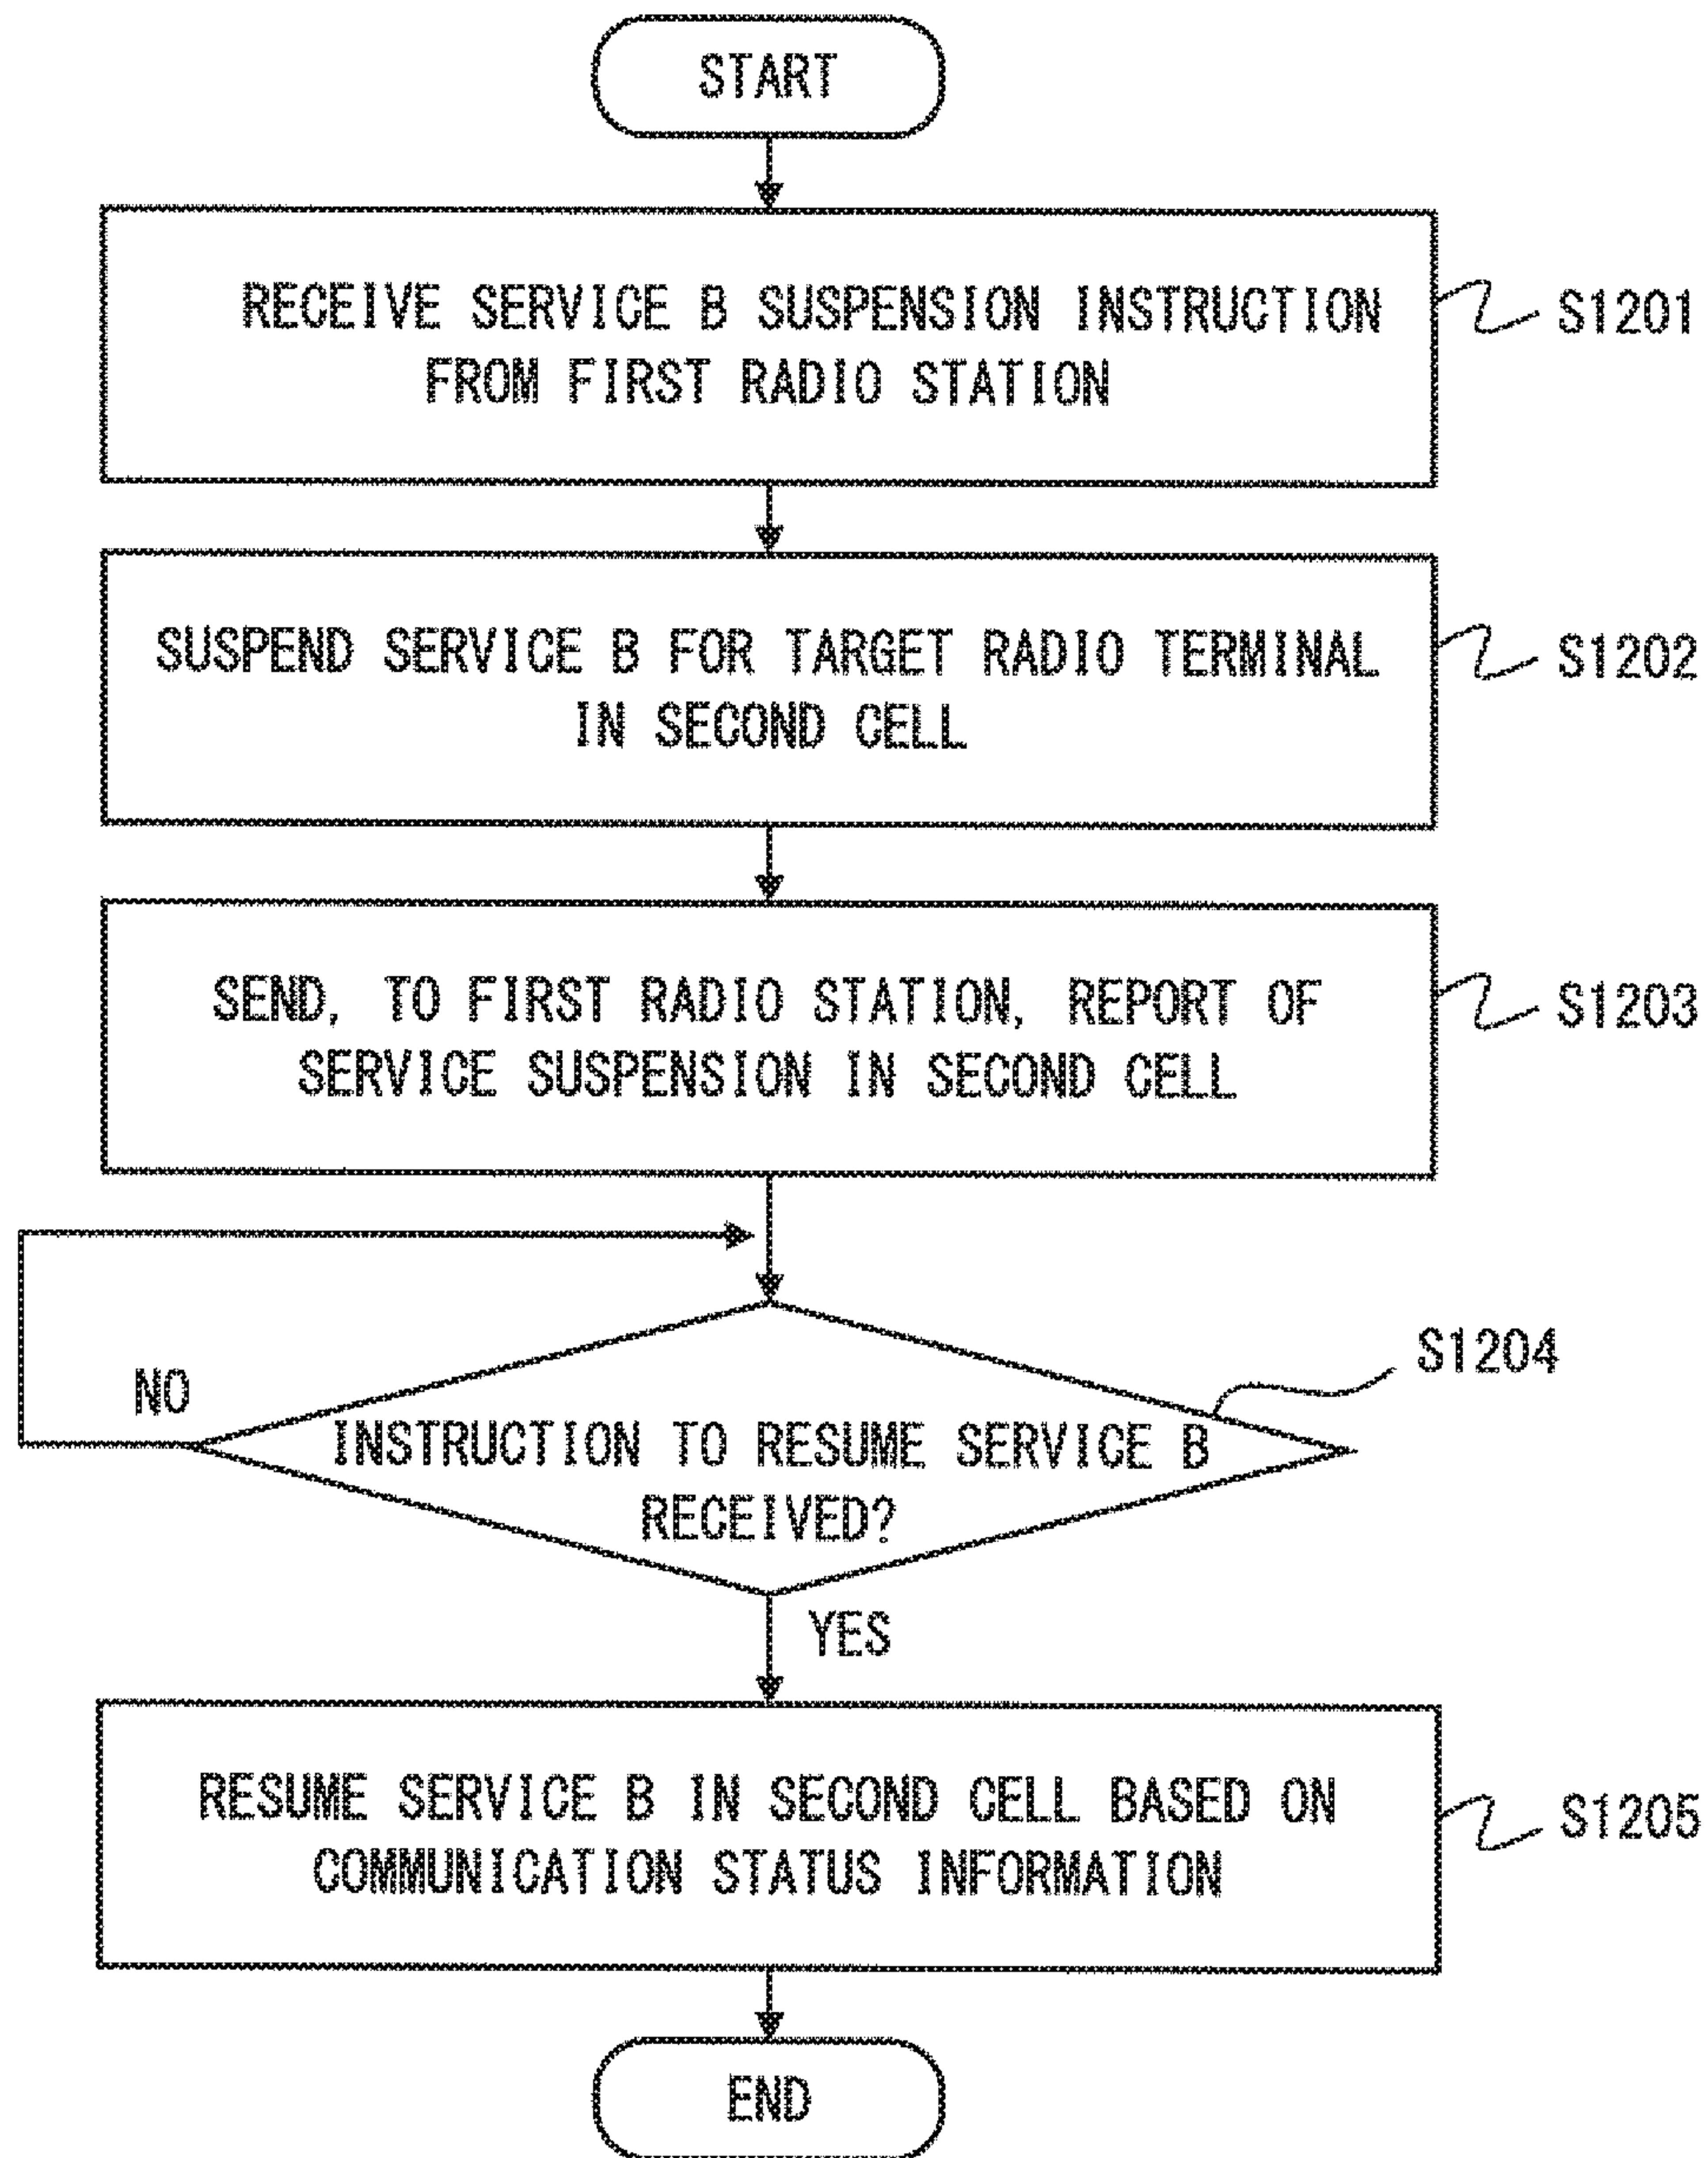 START
RECEIVE SERVICE B SUSPENSION INSTRUCTION
FROM FIRST RADIO STATION
S1201
SUSPEND SERVICE B FOR TARGET RADIO TERMINAL
IN SECOND CELL
S1202
SEND, TO FIRST RADIO STATION, REPORT OF
SERVICE SUSPENSION IN SECOND CELL
S1203
S1204
NO
INSTRUCTION TO RESUME SERVICE B
RECEIVED?
YES
RESUME SERVICE B IN SECOND CELL BASED ON
COMMUNICATION STATUS INFORMATION
S1205
END